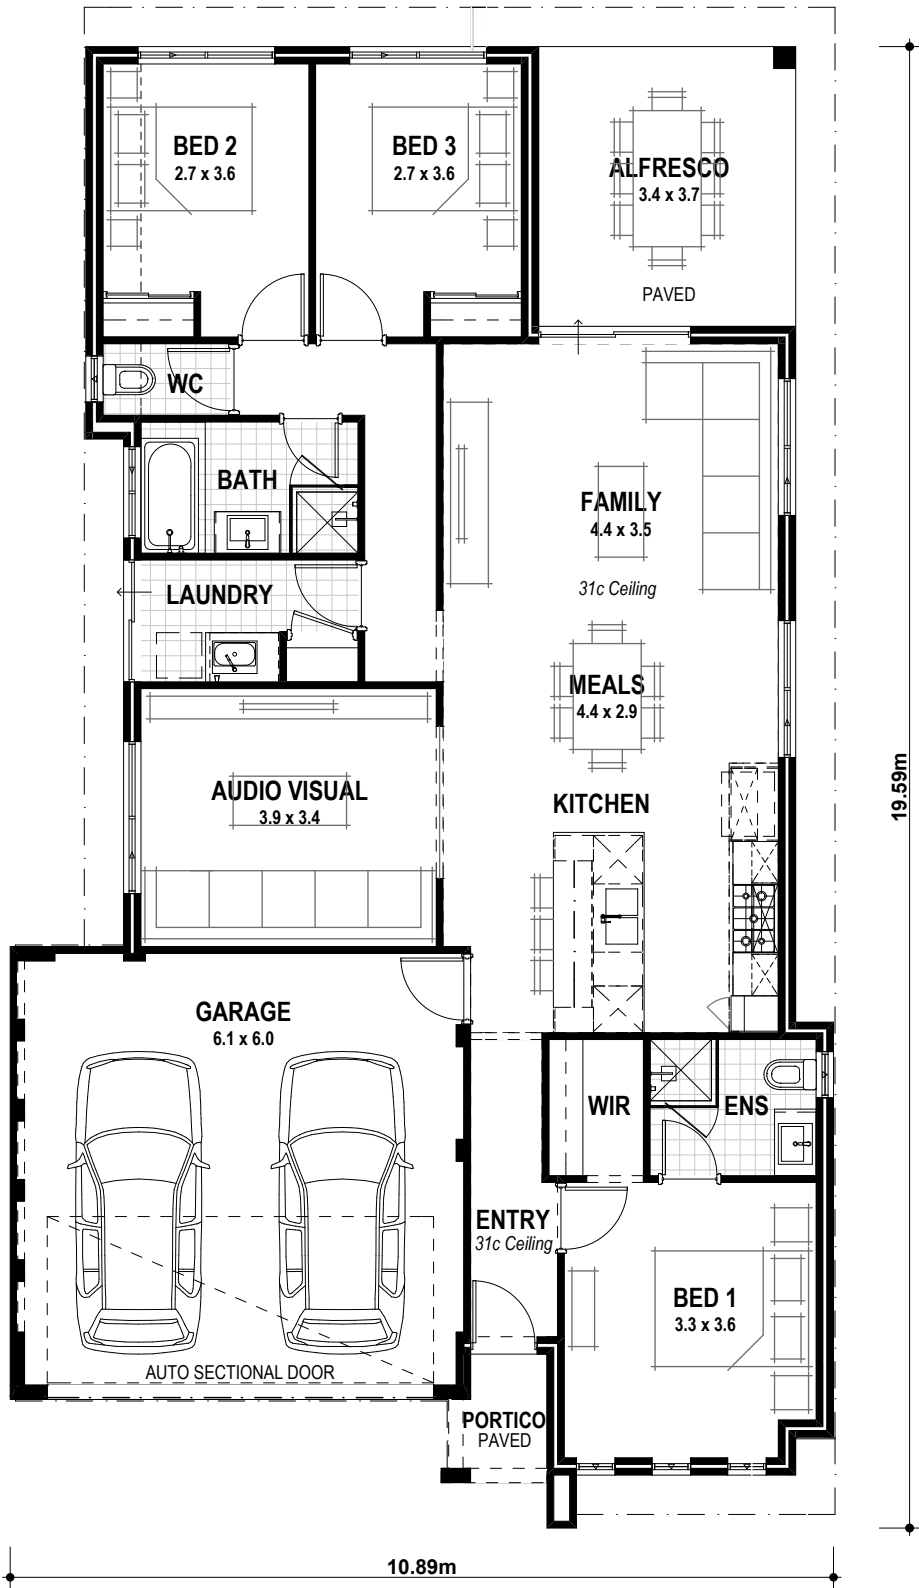 BED 2
2.7 x 3.6
BED 3
2.7 x 3.6
ALFRESCO
3.4 x 3.7
PAVED
WC
BATH
FAMILY
4.4 x 3.5
31c Ceiling
LAUNDRY
MEALS
4.4 x 2.9
AUDIO VISUAL
3.9 x 3.4
KITCHEN
19.59m
GARAGE
6.1 x 6.0
WIR
ENS
ENTRY
31c Ceiling
BED 1
3.3 x 3.6
AUTO SECTIONAL DOOR
PORTICO
PAVED
10.89m